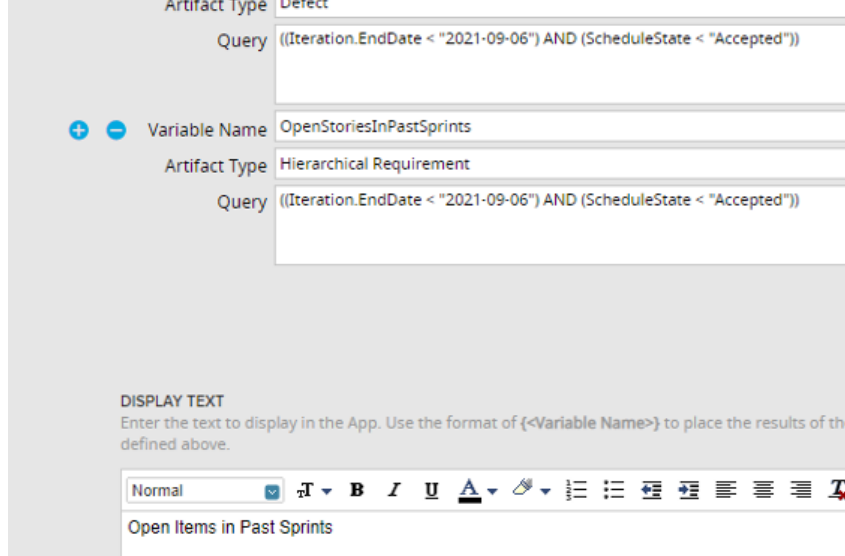 Artifact Type Defect
Query ((Iteration.EndDate < "2021-09-06") AND (ScheduleState < "Accepted"))
Variable Name OpenStoriesInPastSprints
Artifact Type Hierarchical Requirement
Query ((Iteration.EndDate < "2021-09-06") AND (ScheduleState < "Accepted"))
DISPLAY TEXT
Enter the text to display in the App. Use the format of {<Variable Name>} to place the results of the
defined above.
Normal T B I U A
Open Items in Past Sprints